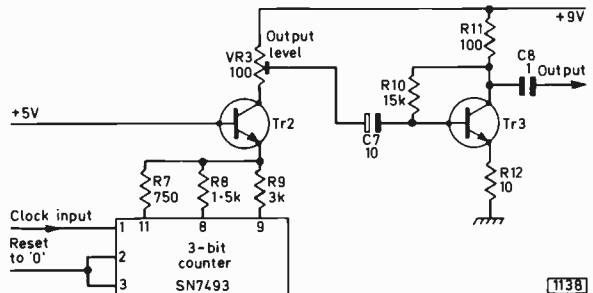 +9V
Output
level
VR3
100
R11
100
C8
1
Output
R10
15k
+5V
Tr2
Tr3
C7
10
R7
750
R8
1·5k
R9
3k
R12
10
Clock input
1
11
8
9
Reset
to '0'
2
3
3-bit
counter
SN7493
1138